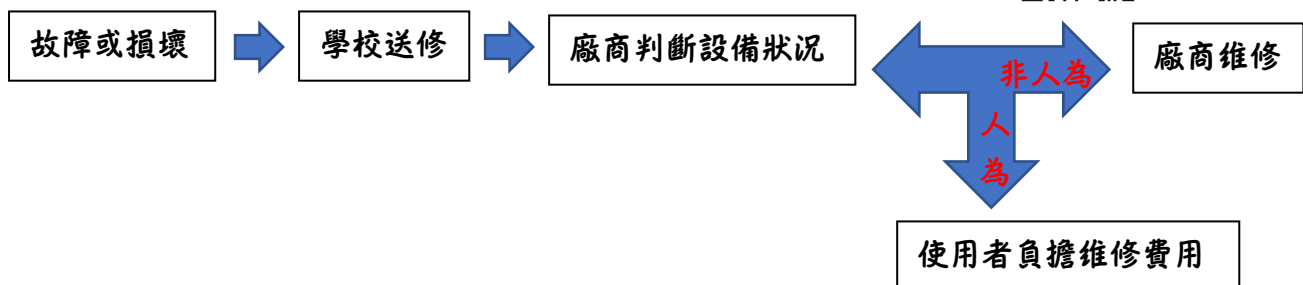 故障或損壞
學校送修
廠商判斷設備狀況
非人為
廠商維修
人為
使用者負擔維修費用